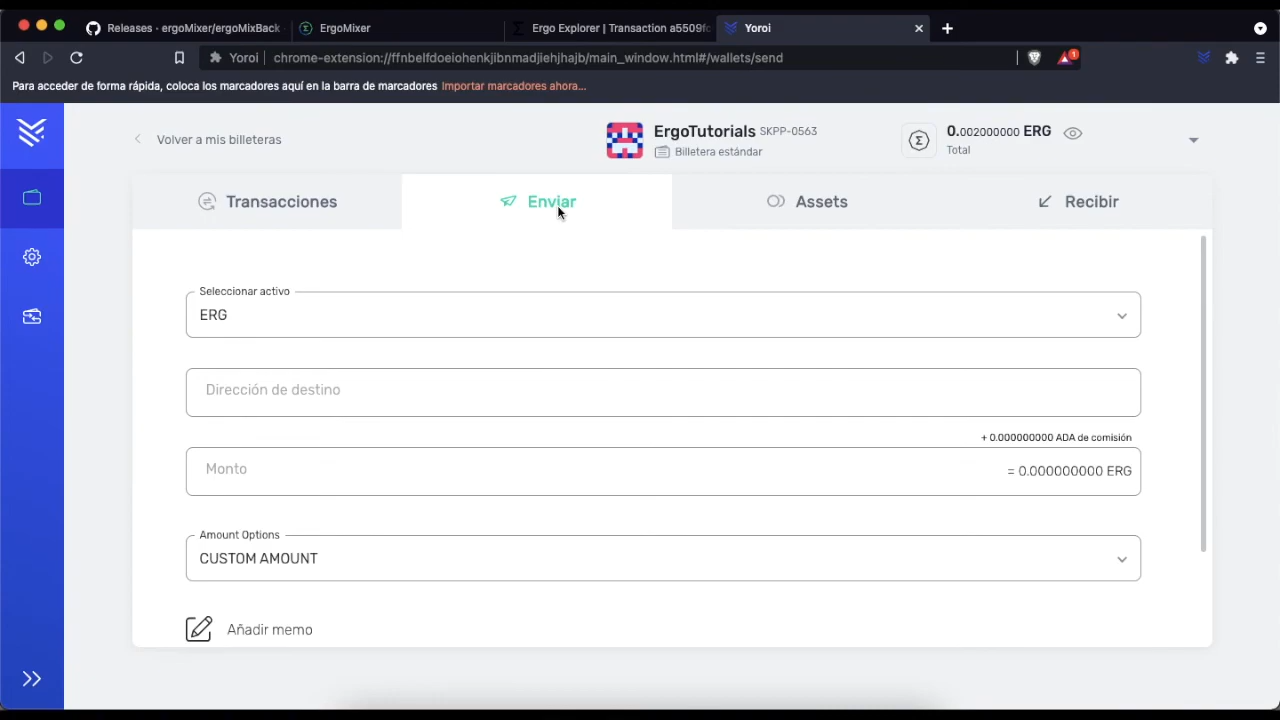 Releases - ergoMixer/ergoMixBack
ErgoMixer
Ergo Explorer | Transaction a5509fc
Yoroi
Yoroi
chrome-extension://ffnbelfdoeiohenkjibnmadjiehjhajb/main_window.html#/wallets/send
1
Para acceder de forma rápida, coloca los marcadores aquí en la barra de marcadores Importar marcadores ahora...
Volver a mis billeteras
ErgoTutorials SKPP-0563
Billetera estándar
Σ
0.002000000 ERG
Total
Transacciones
Enviar
Assets
Recibir
Seleccionar activo
ERG
Dirección de destino
+ 0.000000000 ADA de comisión
Monto
= 0.000000000 ERG
Amount Options
CUSTOM AMOUNT
Añadir memo